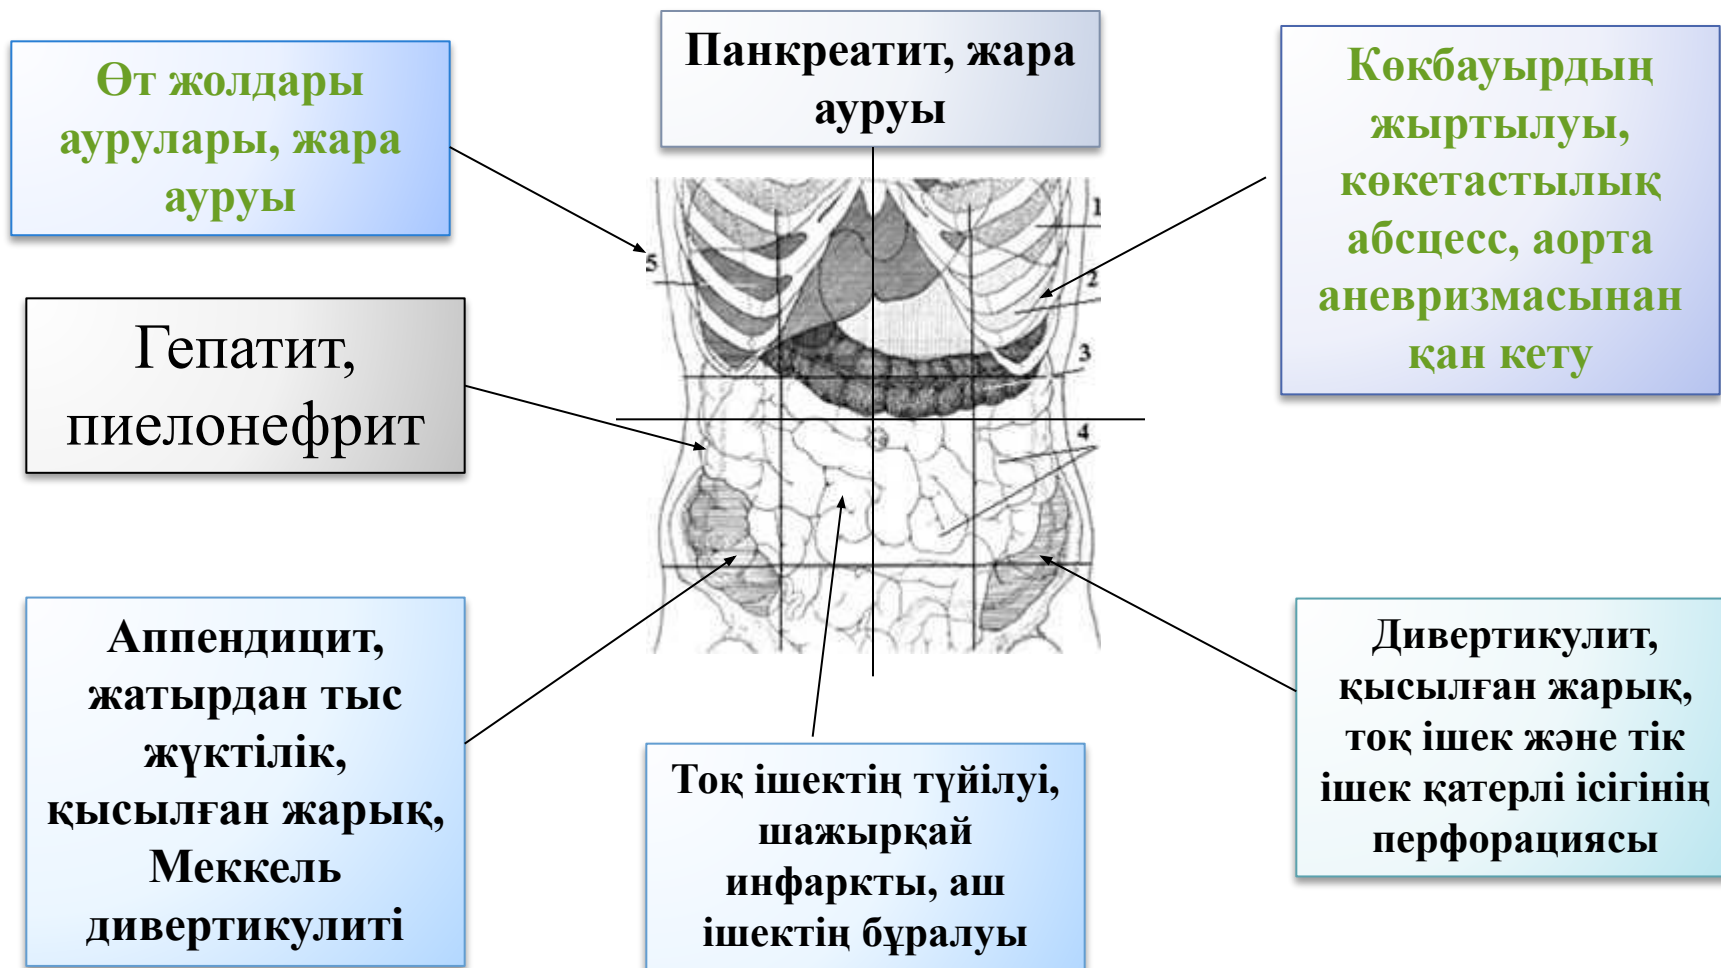 Өт жолдары
аурулары, жара
ауруы
Панкреатит, жара
ауруы
Көкбауырдың
жыртылуы,
көкетастылық
абсцесс, аорта
аневризмасынан
қан кету
Гепатит,
пиелонефрит
1
5
2
3
4
Аппендицит,
жатырдан тыс
жүктілік,
қысылған жарық,
Меккель
дивертикулиті
Тоқ ішектің түйілуі,
шажырқай
инфаркты, аш
ішектің бұралуы
Дивертикулит,
қысылған жарық,
тоқ ішек және тік
ішек қатерлі ісігінің
перфорациясы